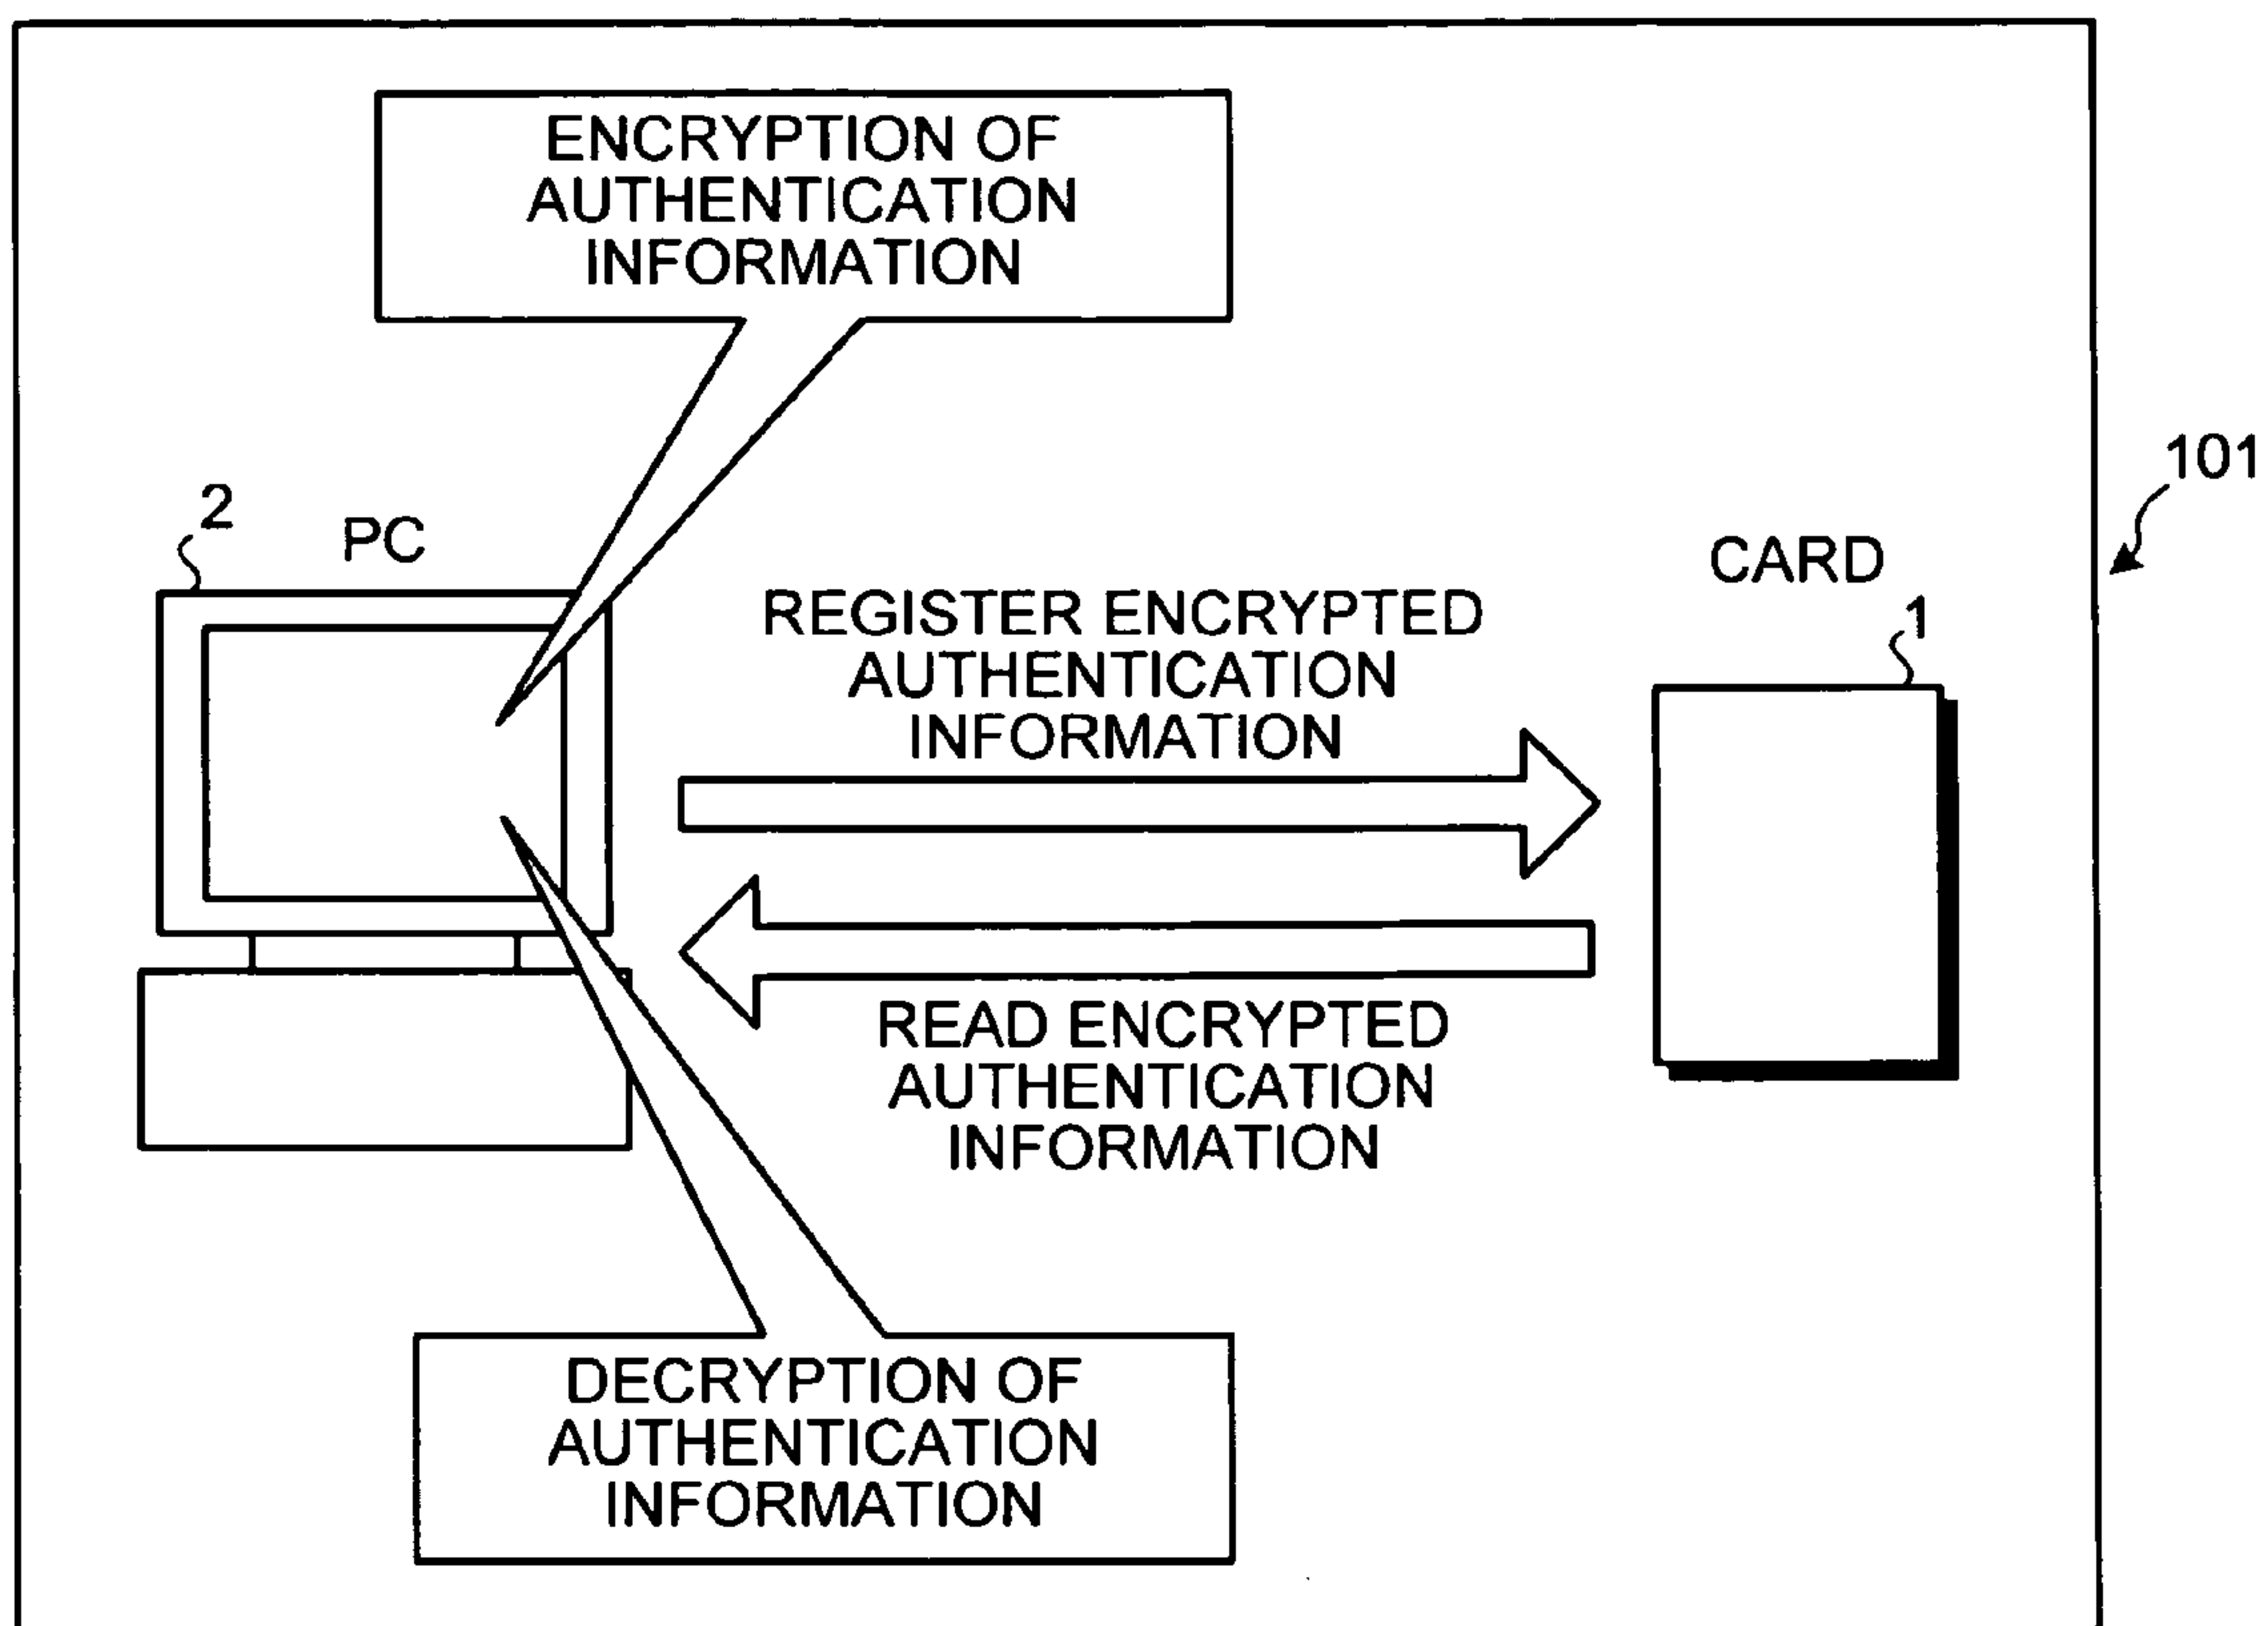 ENCRYPTION OF
AUTHENTICATION
INFORMATION
101
2
PC
CARD
1
REGISTER ENCRYPTED
AUTHENTICATION
INFORMATION
READ ENCRYPTED
AUTHENTICATION
INFORMATION
DECRYPTION OF
AUTHENTICATION
INFORMATION